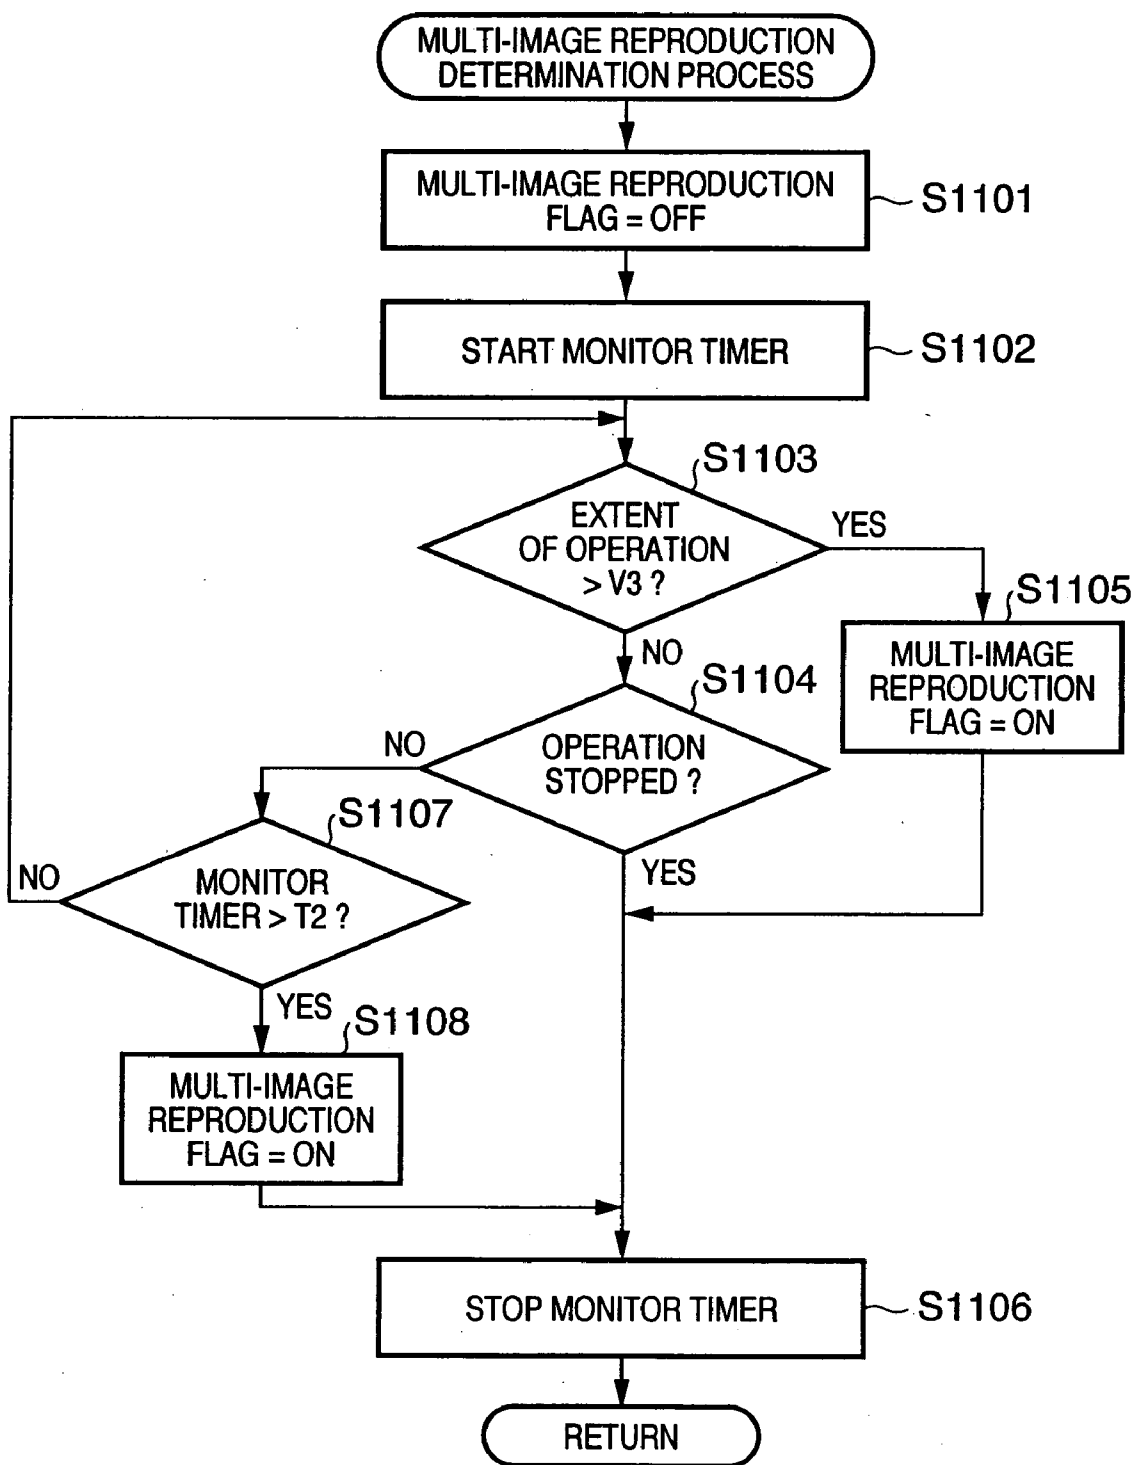 MULTI-IMAGE REPRODUCTION
DETERMINATION PROCESS
MULTI-IMAGE REPRODUCTION
FLAG = OFF
S1101
START MONITOR TIMER
S1102
S1103
EXTENT
OF OPERATION
> V3 ?
YES
S1105
MULTI-IMAGE
REPRODUCTION
FLAG = ON
NO
S1104
OPERATION
STOPPED ?
NO
YES
S1107
MONITOR
TIMER > T2 ?
NO
YES
S1108
MULTI-IMAGE
REPRODUCTION
FLAG = ON
STOP MONITOR TIMER
S1106
RETURN